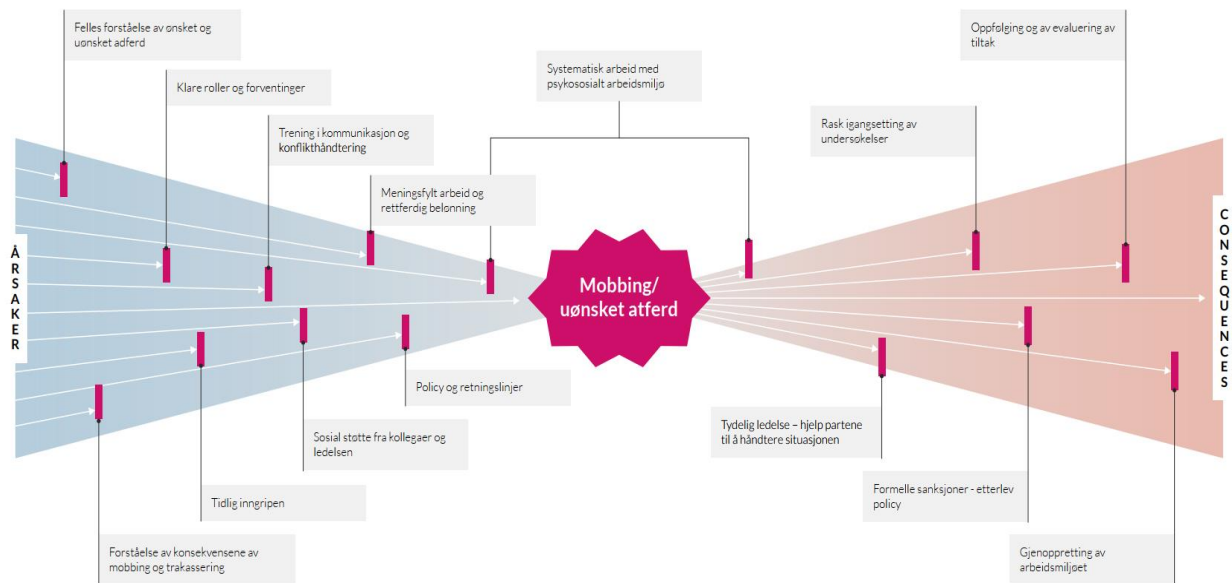 Felles forståelse av ønsket og
uønsket adferd
Klare roller og forventinger
Trening i kommunikasjon og
konflikthåndtering
Meningsfylt arbeid og
rettferdig belønning
Systematisk arbeid med
psykososialt arbeidsmiljø
Oppfølging og av evaluering av
tiltak
Rask igangsetting av
undersøkelser
ÅRSAKER
Mobbing/
uønsket atferd
CONSEQUENCES
Policy og retningslinjer
Sosial støtte fra kollegaer og
ledelsen
Tidlig inngripen
Forståelse av konsekvensene av
mobbing og trakassering
Tydelig ledelse – hjelp partene
til å håndtere situasjonen
Formelle sanksjoner - etterlev
policy
Gjenoppretting av
arbeidsmiljøet